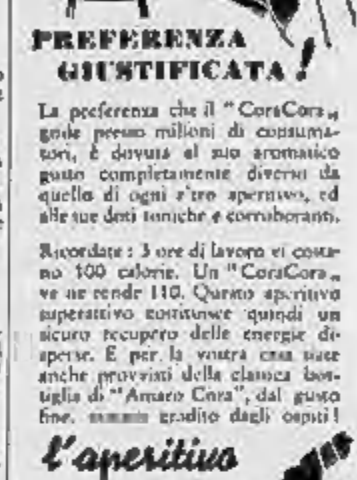 PREFERENZA
GIUSTIFICATA!
La preferenza che il "CoraCora„
gode presso milioni di consuma-
tori, è dovuta al suo aromatico
gusto completamente diverso da
quello di ogni altro aperitivo, ed
alle sue doti toniche e corroboranti.
Ricordate: 3 ore di lavoro vi costa-
no 100 calorie. Un "CoraCora„
ve ne rende 110. Questo aperitivo
superattivo costituisce quindi un
sicuro recupero delle energie di-
sperse. E per la vostra casa siate
anche provvisti della classica bot-
tiglia di "Amaro Cora", dal gusto
fine, gradito dagli ospiti!
l'aperitivo